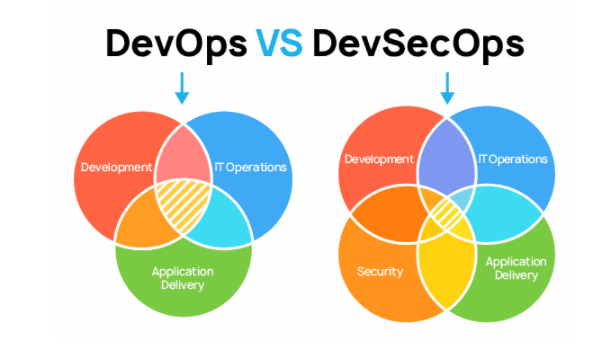 DevOps VS DevSecOps
Development
IT Operations
Application
Delivery
Development
IT Operations
Security
Application
Delivery